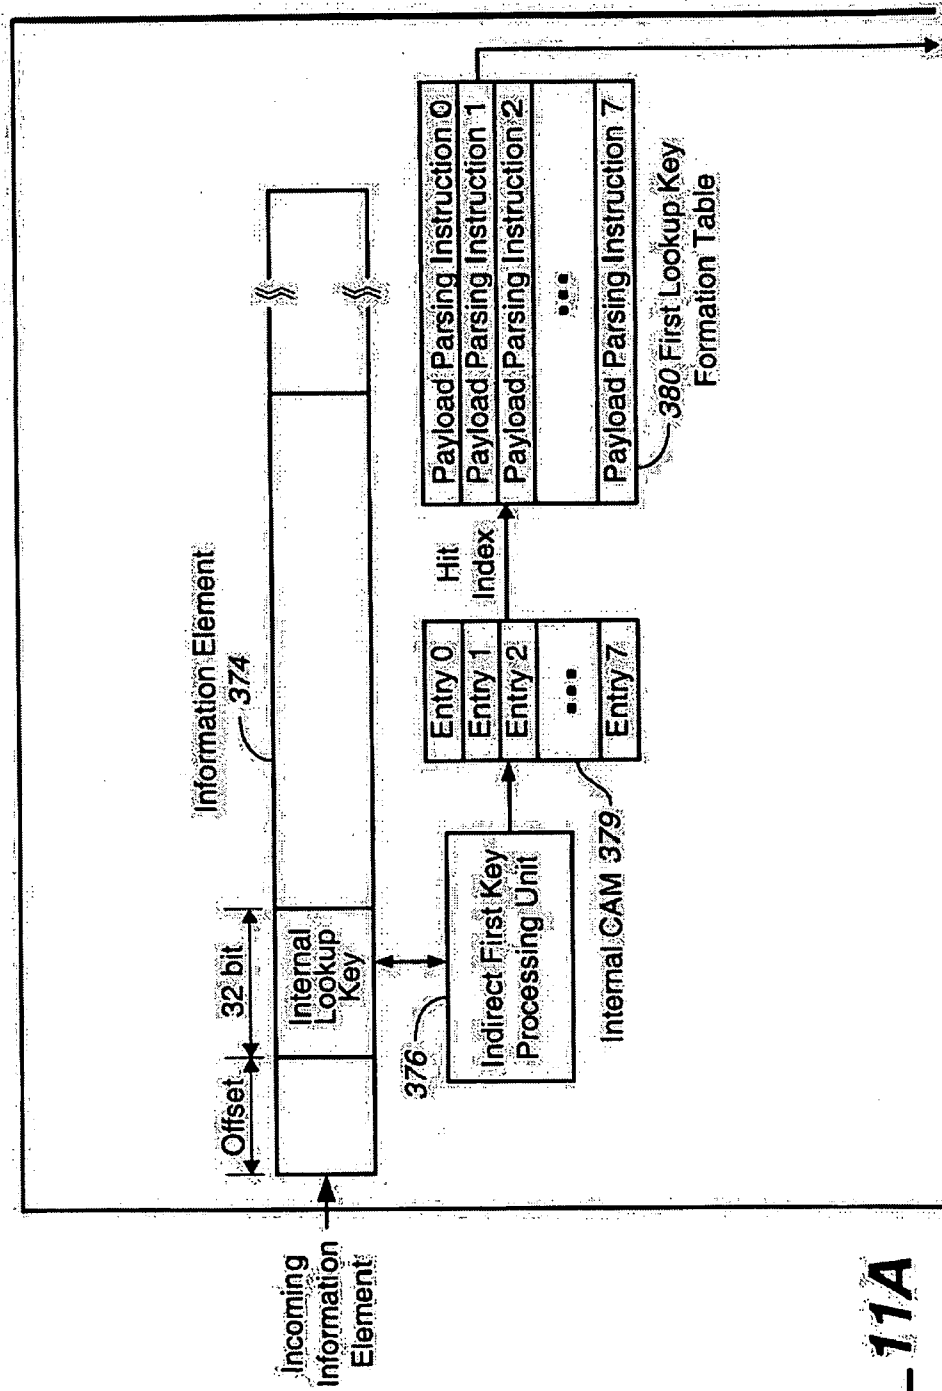 Incoming
Information
Element
Offset
32 bit
Internal
Lookup
Key
Information Element
374
376
Indirect First Key
Processing Unit
Internal CAM 379
Entry 0
Entry 1
Entry 2
Entry 7
Hit
Index
Payload Parsing Instruction 0
Payload Parsing Instruction 1
Payload Parsing Instruction 2
Payload Parsing Instruction 7
380 First Lookup Key
Formation Table
11A